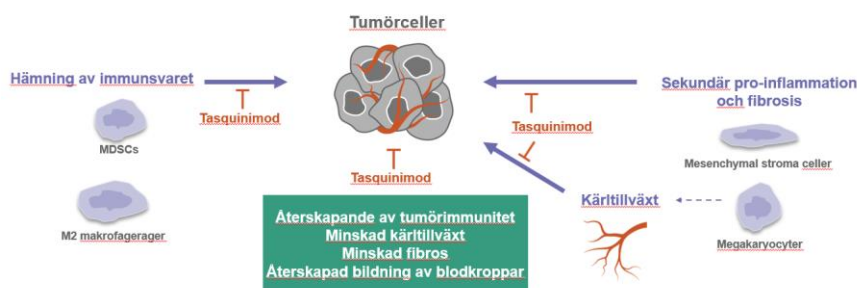 Tumörceller
Hämning av immunsvaret
Tasquinimod
MDSCs
M2 makrofagerager
Tasquinimod
Återskapande av tumörimmunitet
Minskad kärltillväxt
Minskad fibros
Återskapad bildning av blodkroppar
Sekundär pro-inflammation
och fibrosis
Tasquinimod
Mesenchymal stroma celler
Kärltillväxt
Megakaryocyter